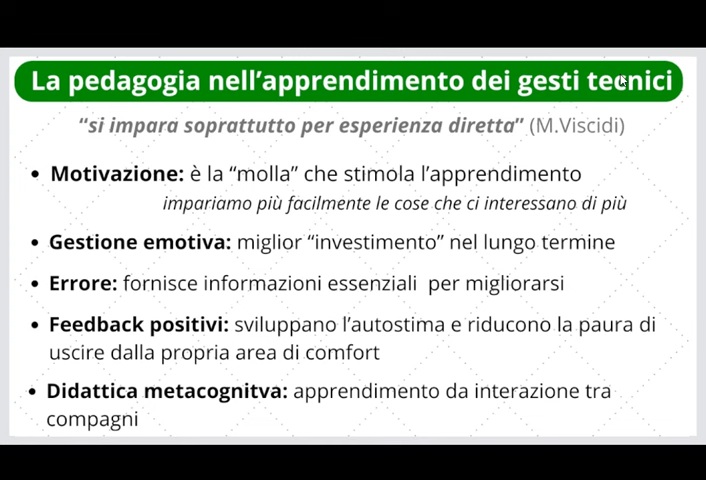 La pedagogia nell'apprendimento dei gesti tecnici
“si impara soprattutto per esperienza diretta” (M.Viscidi)
• Motivazione: è la “molla” che stimola l'apprendimento
impariamo più facilmente le cose che ci interessano di più
• Gestione emotiva: miglior “investimento” nel lungo termine
• Errore: fornisce informazioni essenziali per migliorarsi
• Feedback positivi: sviluppano l'autostima e riducono la paura di
uscire dalla propria area di comfort
• Didattica metacognitva: apprendimento da interazione tra
compagni